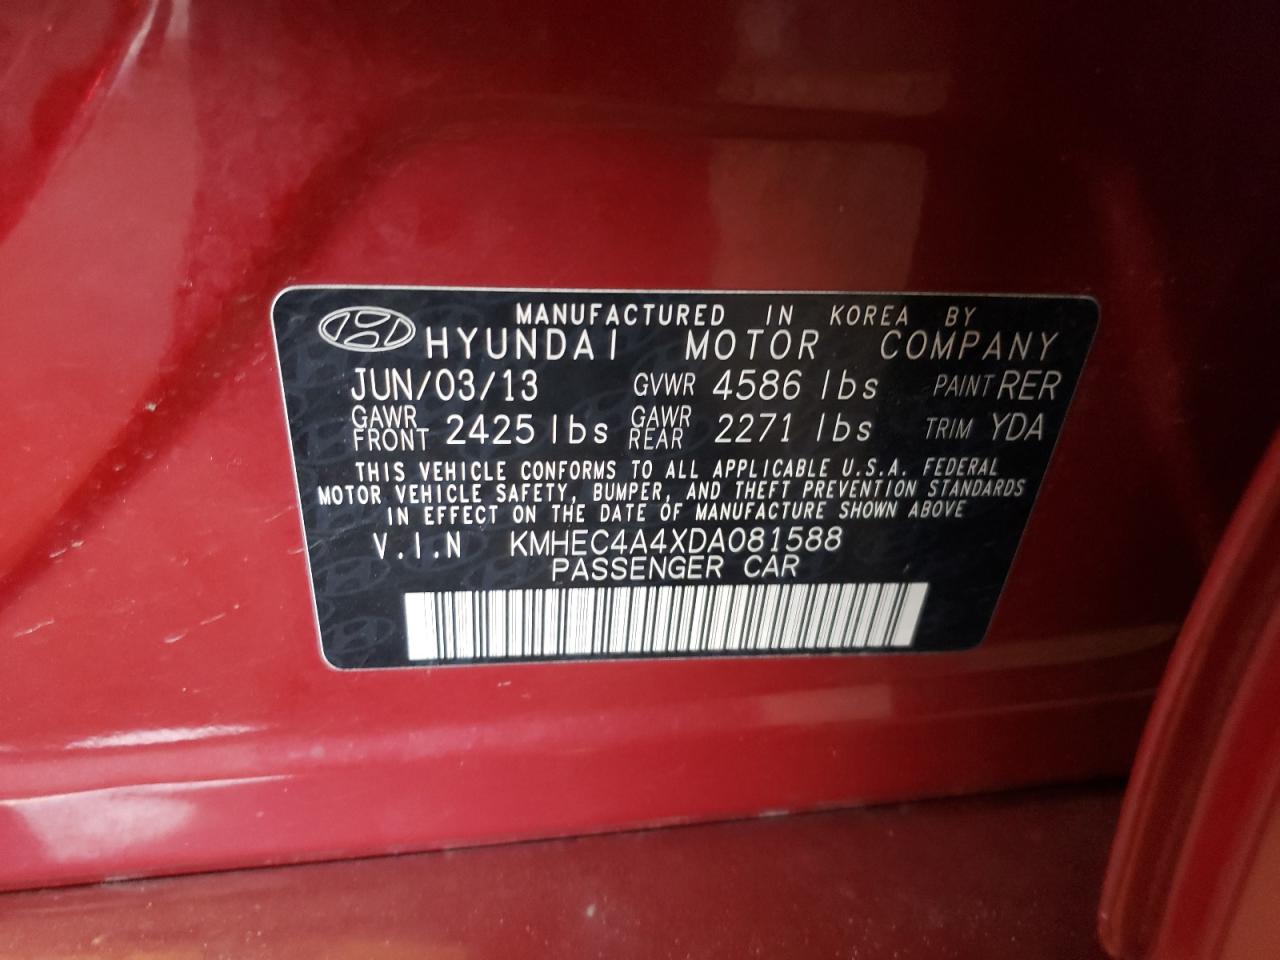 MANUFACTURED IN KOREA BY
HYUNDAI MOTOR COMPANY
JUN/03/13 GVWR 4586 lbs PAINT RER
GAWR FRONT 2425 lbs GAWR REAR 2271 lbs TRIM YDA
THIS VEHICLE CONFORMS TO ALL APPLICABLE U.S.A. FEDERAL
MOTOR VEHICLE SAFETY, BUMPER, AND THEFT PREVENTION STANDARDS
IN EFFECT ON THE DATE OF MANUFACTURE SHOWN ABOVE
V.I.N KMHEC4A4XDA081588
PASSENGER CAR